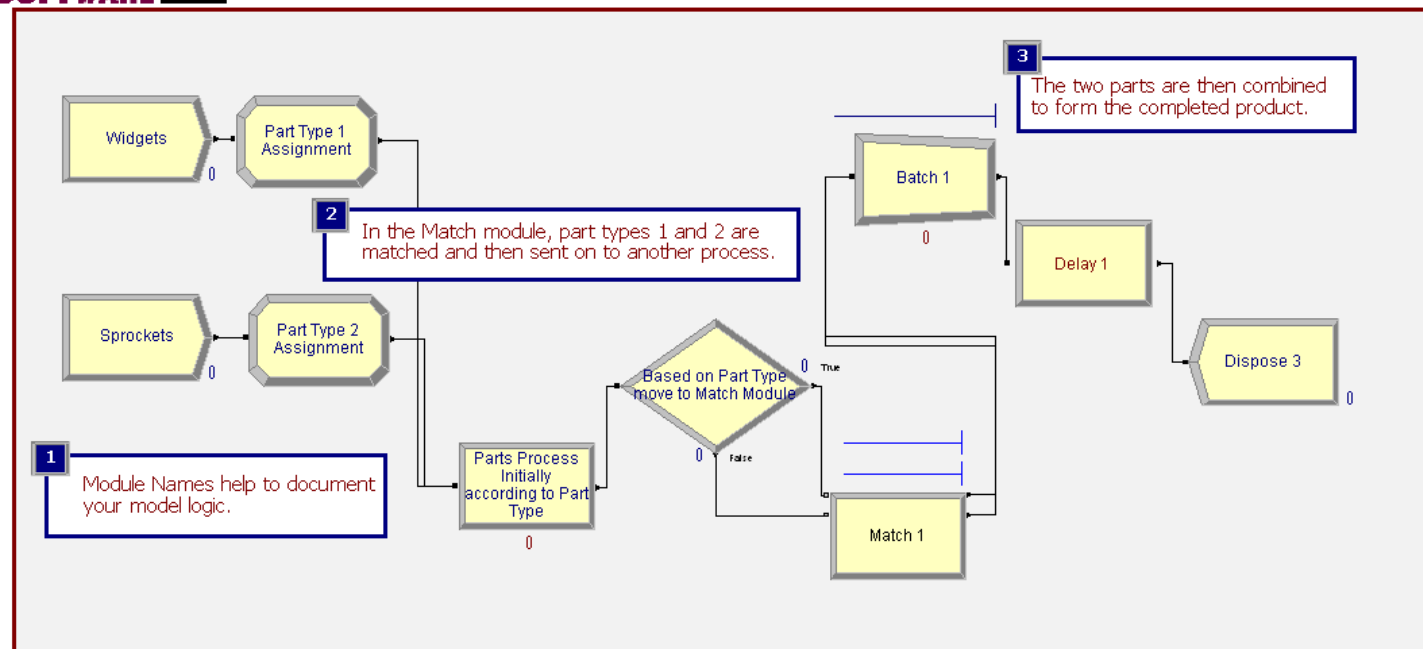 SOFTWARE
3
The two parts are then combined
to form the completed product.
Widgets
0
Part Type 1
Assignment
Batch 1
0
2
In the Match module, part types 1 and 2 are
matched and then sent on to another process.
Delay 1
Sprockets
0
Part Type 2
Assignment
Based on Part Type
move to Match Module
0 True
0 False
Dispose 3
0
1
Module Names help to document
your model logic.
Parts Process
Initially
according to Part
Type
0
Match 1